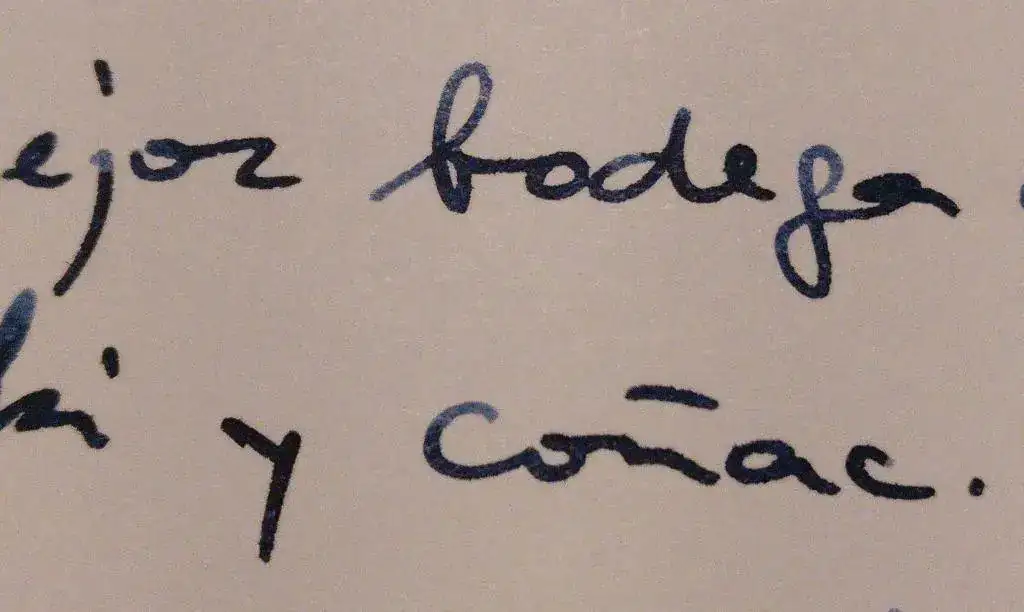 ejor bodega
y coñac.